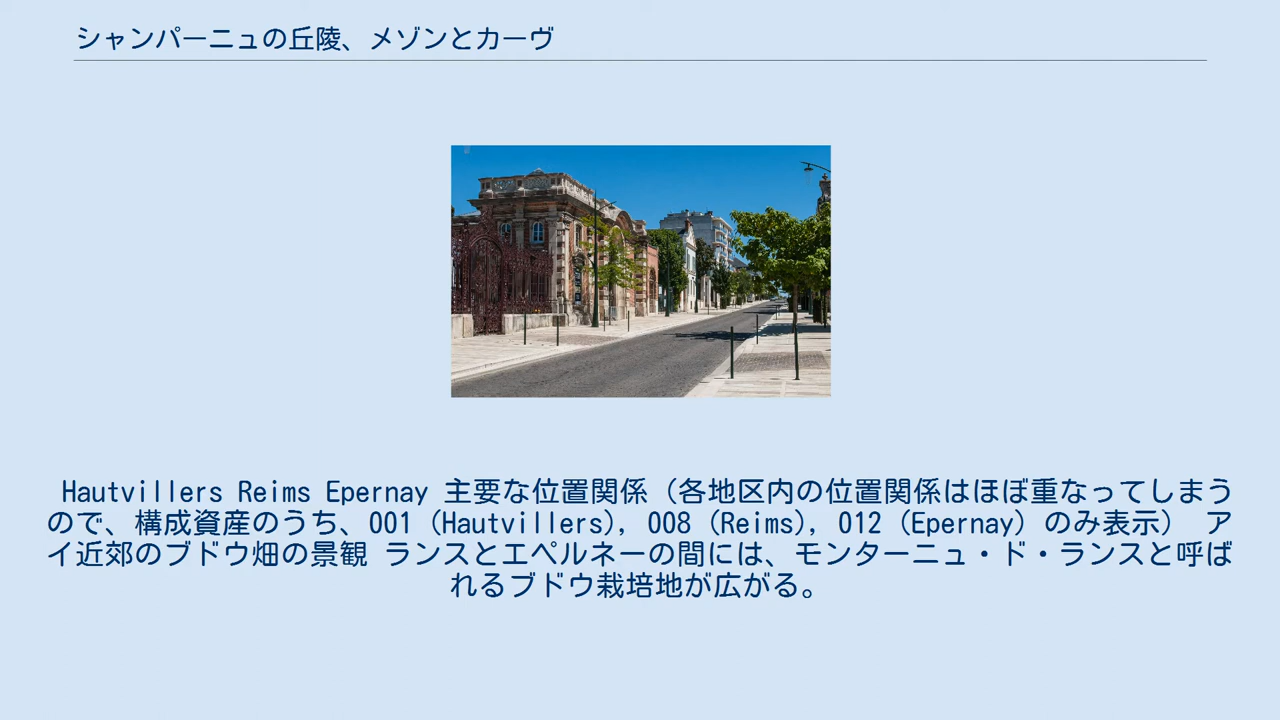 シャンパーニュの丘陵、メゾンとカーヴ
Hautvillers Reims Epernay 主要な位置関係（各地区内の位置関係はほぼ重なってしまう
ので、構成資産のうち、001（Hautvillers), 008（Reims), 012（Epernay）のみ表示） ア
イ近郊のブドウ畑の景観 ランスとエペルネーの間には、モンターニュ・ド・ランスと呼ば
れるブドウ栽培地が広がる。